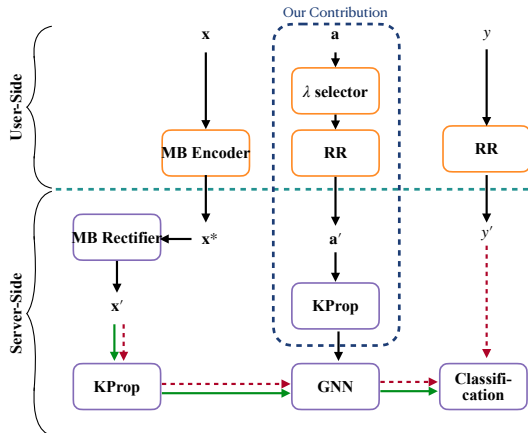 Our Contribution
x
a
y
λ selector
User-Side
MB Encoder
RR
RR
MB Rectifier
x*
a′
y′
x′
KProp
Server-Side
KProp
GNN
Classifi-
cation